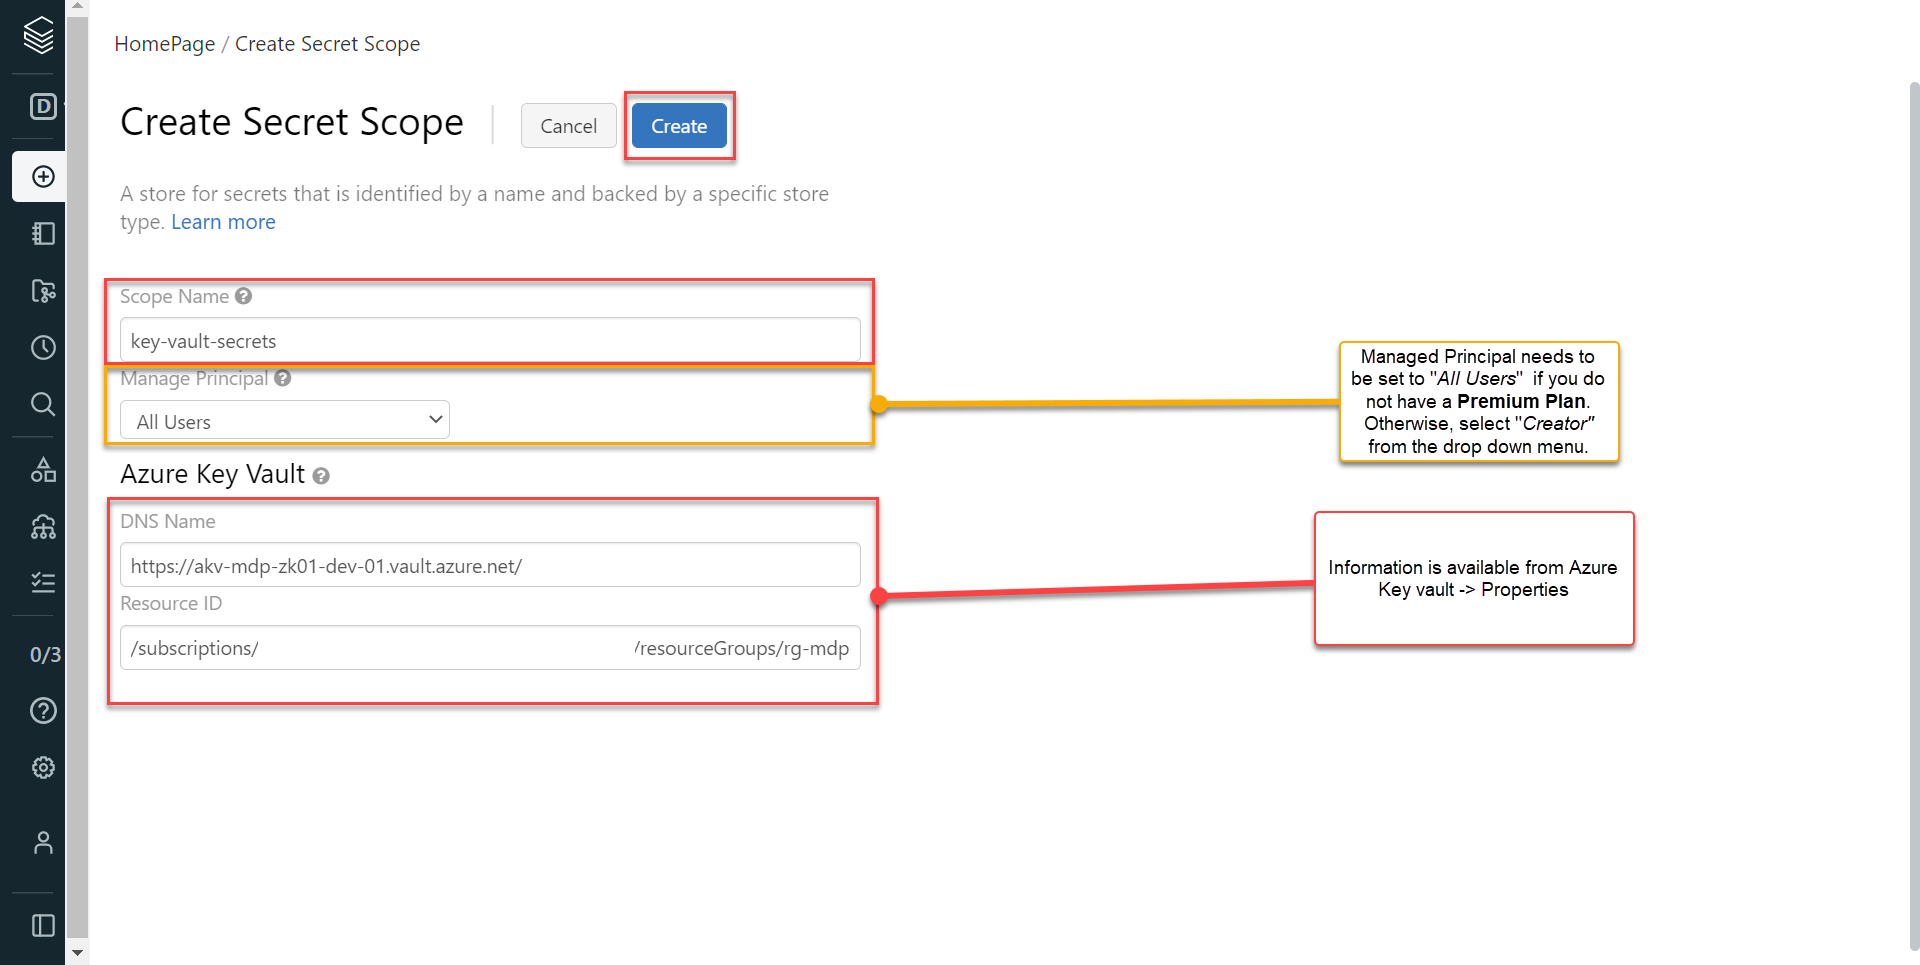 HomePage / Create Secret Scope
D
Create Secret Scope
Cancel
Create
A store for secrets that is identified by a name and backed by a specific store
type. Learn more
Scope Name
key-vault-secrets
Manage Principal
All Users
Managed Principal needs to
be set to "All Users" if you do
not have a Premium Plan.
Otherwise, select "Creator"
from the drop down menu.
Azure Key Vault
DNS Name
https://akv-mdp-zk01-dev-01.vault.azure.net/
Resource ID
/subscriptions/ /resourceGroups/rg-mdp
Information is available from Azure
Key vault -> Properties
0/3